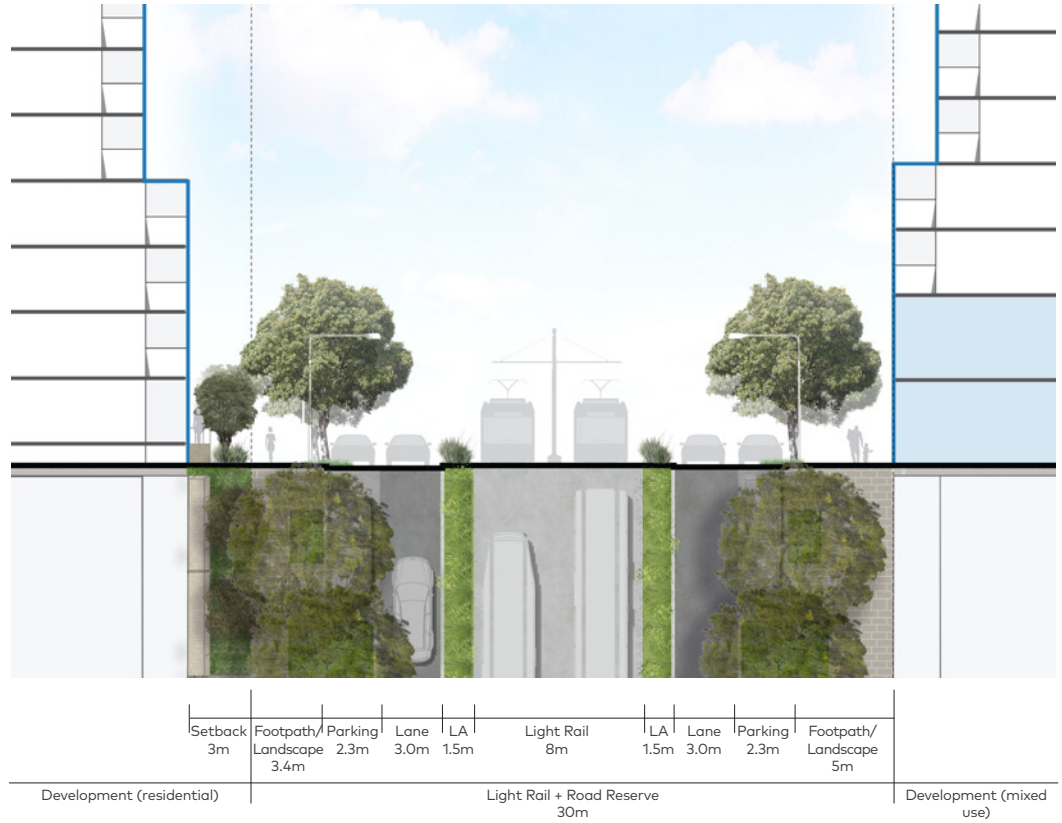 Setback
3m
Footpath/
Landscape
3.4m
Parking
2.3m
Lane
3.0m
LA
1.5m
Light Rail
8m
LA
1.5m
Lane
3.0m
Parking
2.3m
Footpath/
Landscape
5m
Development (residential)
Light Rail + Road Reserve
30m
Development (mixed
use)